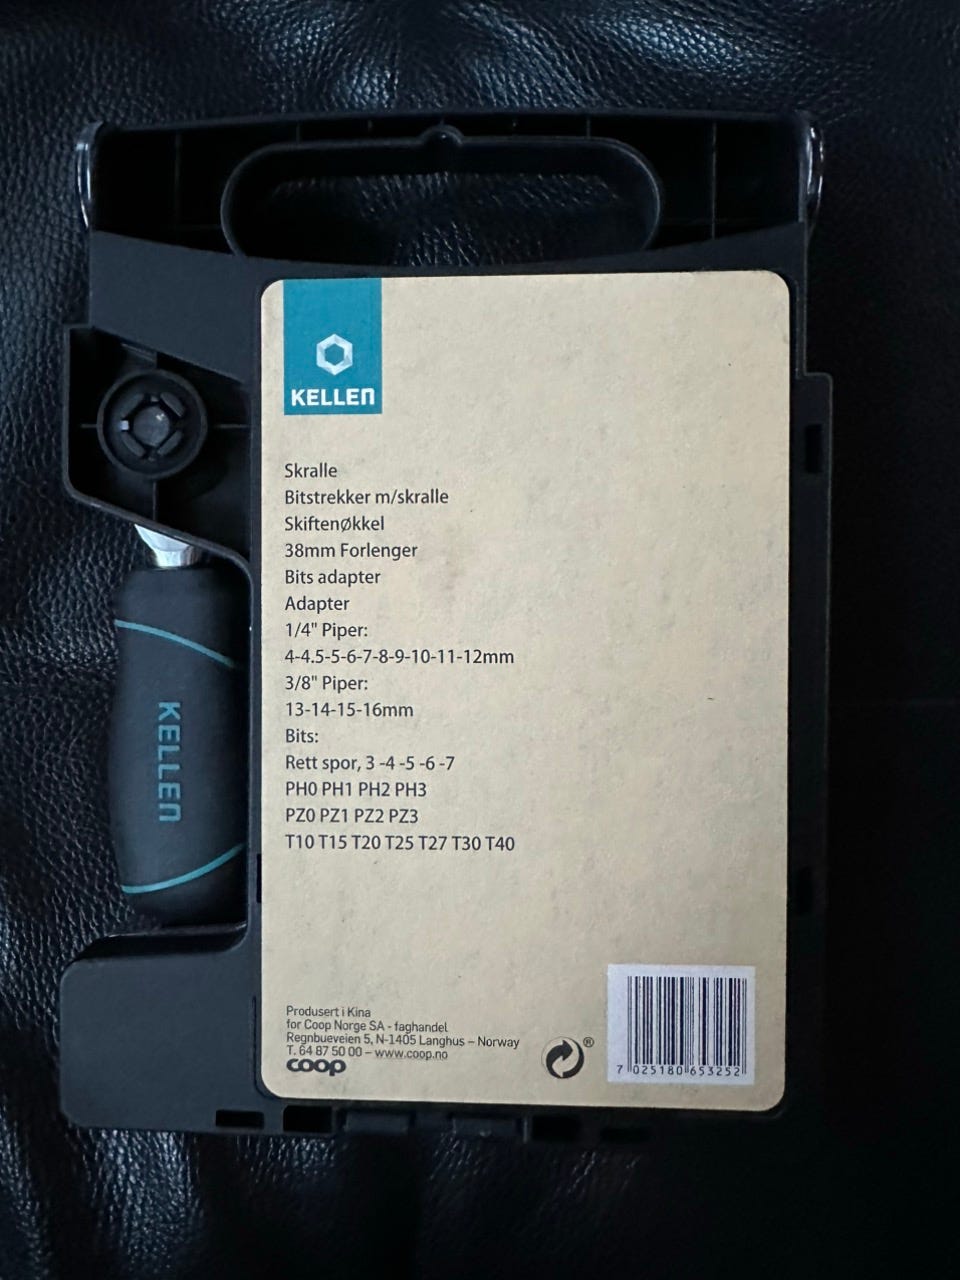 KELLEN
Skralle
Bitstrekker m/skralle
Skiftenøkkel
38mm Forlenger
Bits adapter
Adapter
1/4" Piper:
4-4.5-5-6-7-8-9-10-11-12mm
3/8" Piper:
13-14-15-16mm
Bits:
Rett spor, 3 -4 -5 -6 -7
PH0 PH1 PH2 PH3
PZ0 PZ1 PZ2 PZ3
T10 T15 T20 T25 T27 T30 T40
KELLEN
Produsert i Kina
for Coop Norge SA - faghandel
Regnbueveien 5, N-1405 Langhus – Norway
T. 64 87 50 00 – www.coop.no
coop
®
7 025180 653252